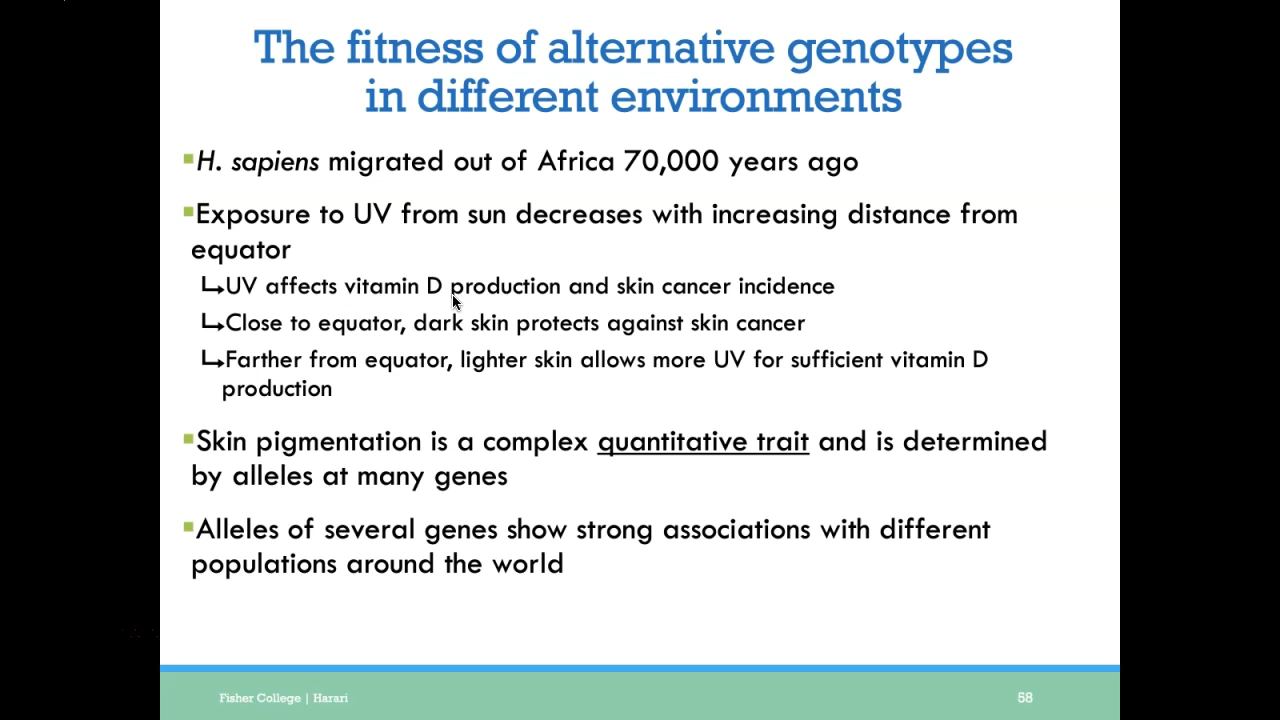 The fitness of alternative genotypes
in different environments
H. sapiens migrated out of Africa 70,000 years ago
Exposure to UV from sun decreases with increasing distance from
equator
UV affects vitamin D production and skin cancer incidence
Close to equator, dark skin protects against skin cancer
Farther from equator, lighter skin allows more UV for sufficient vitamin D
production
Skin pigmentation is a complex quantitative trait and is determined
by alleles at many genes
Alleles of several genes show strong associations with different
populations around the world
Fisher College | Harari
58